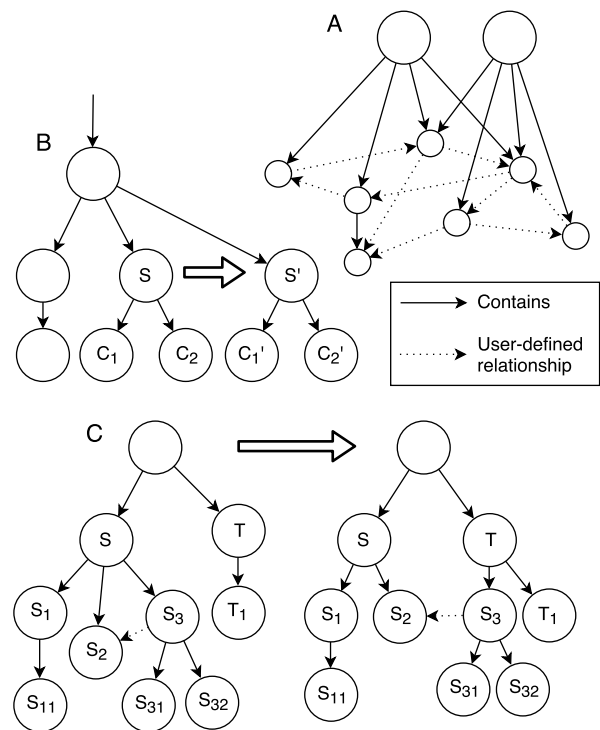 A
B
S
S'
C₁
C₂
C₁'
C₂'
Contains
User-defined
relationship
C
S
T
S₁
S₂
S₃
T₁
S₁₁
S₃₁
S₃₂
S
T
S₁
S₂
S₃
T₁
S₁₁
S₃₁
S₃₂